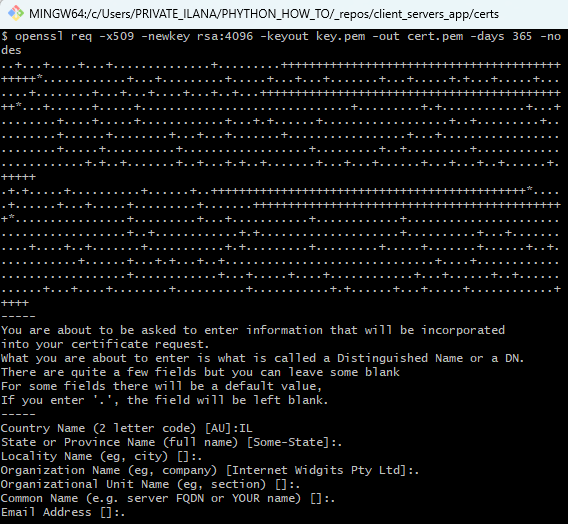 MINGW64:/c/Users/PRIVATE_ILANA/PHYTHON_HOW_TO/_repos/client_servers_app/certs
$ openssl req -x509 -newkey rsa:4096 -keyout key.pem -out cert.pem -days 365 -no
des
-----
You are about to be asked to enter information that will be incorporated
into your certificate request.
What you are about to enter is what is called a Distinguished Name or a DN.
There are quite a few fields but you can leave some blank
For some fields there will be a default value,
If you enter '.', the field will be left blank.
-----
Country Name (2 letter code) [AU]:IL
State or Province Name (full name) [Some-State]:.
Locality Name (eg, city) []:.
Organization Name (eg, company) [Internet Widgits Pty Ltd]:.
Organizational Unit Name (eg, section) []:.
Common Name (e.g. server FQDN or YOUR name) []:.
Email Address []:.